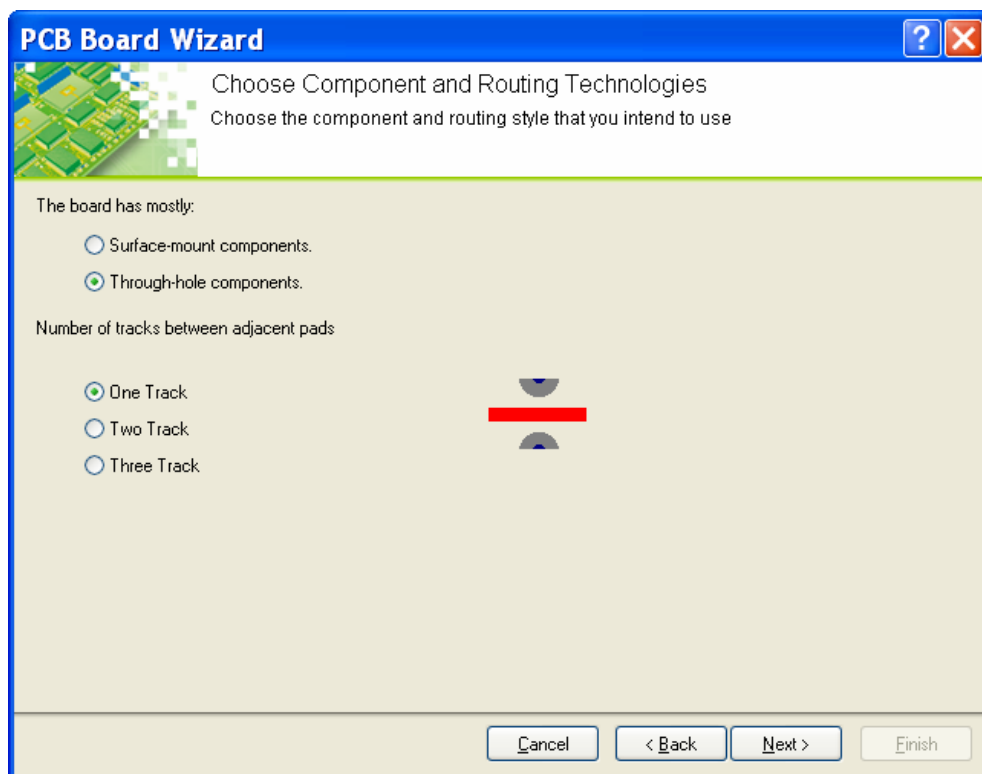 PCB Board Wizard
?
Choose Component and Routing Technologies
Choose the component and routing style that you intend to use
The board has mostly:
Surface-mount components.
Through-hole components.
Number of tracks between adjacent pads
One Track
Two Track
Three Track
Cancel < Back Next > Finish